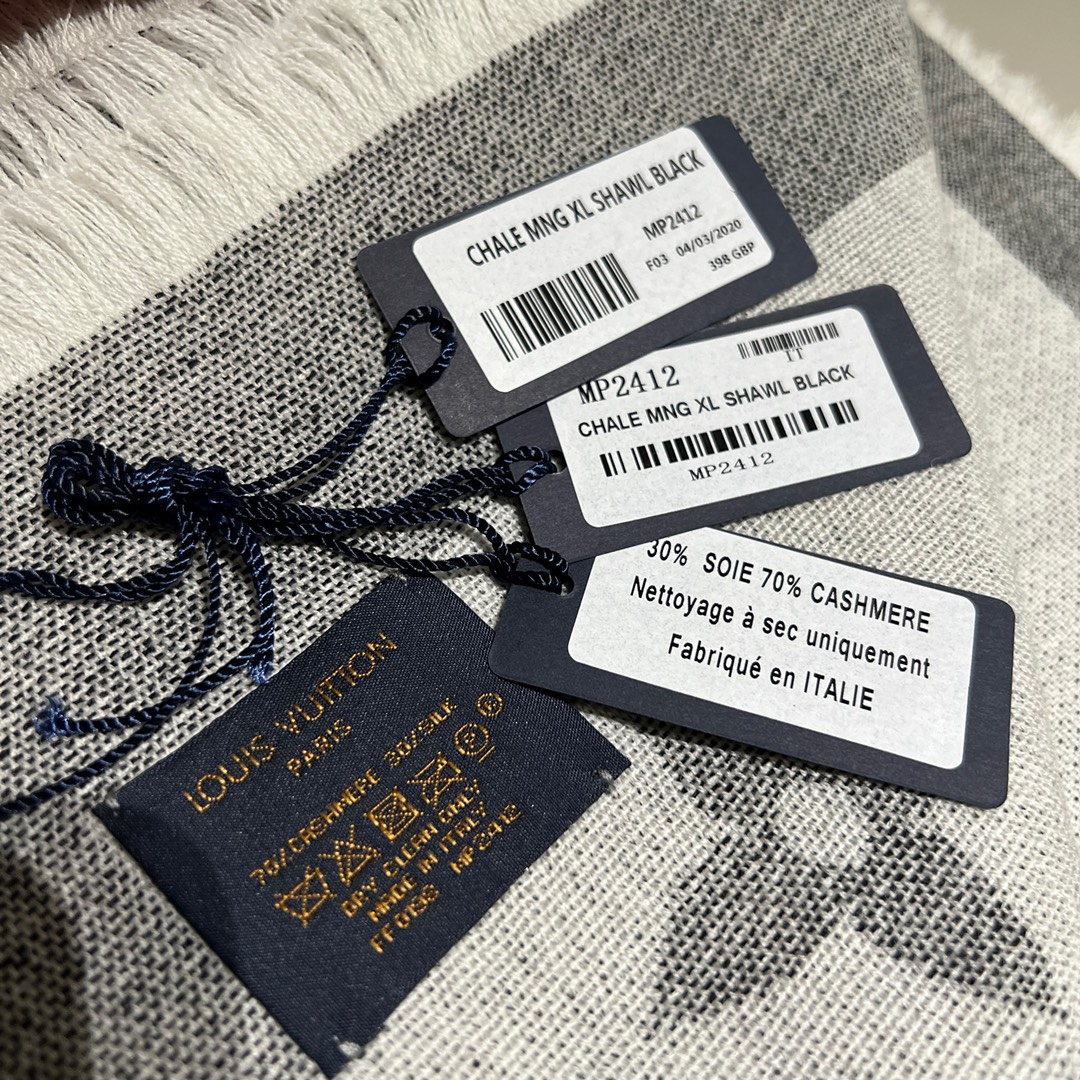 CHALE MNG XL SHAWL BLACK
MP2412
F03 04/03/2020
398 GBP
IT
MP2412
CHALE MNG XL SHAWL BLACK
MP2412
30% SOIE 70% CASHMERE
Nettoyage à sec uniquement
Fabriqué en ITALIE
LOUIS VUITTON
PARIS
70% CASHMERE 30% SILK
DRY CLEAN ONLY
MADE IN ITALY
FF0196 MP2412